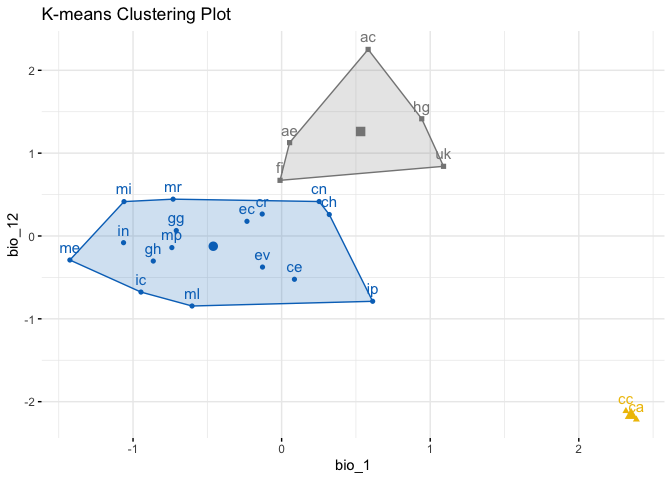 K-means Clustering Plot
ac
2
hg
ae
uk
1
fi
mi
mr
cn
ch
cr
ec
gg
in
mp
0
me
gh
ev
ce
ic
ml
ip
-1
cc
ca
-2
-1
0
1
2
bio_1
bio_12